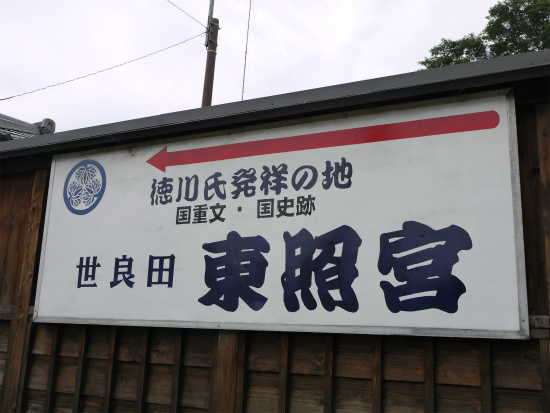 徳川氏発祥の地
国重文・国史跡
世良田 東照宮